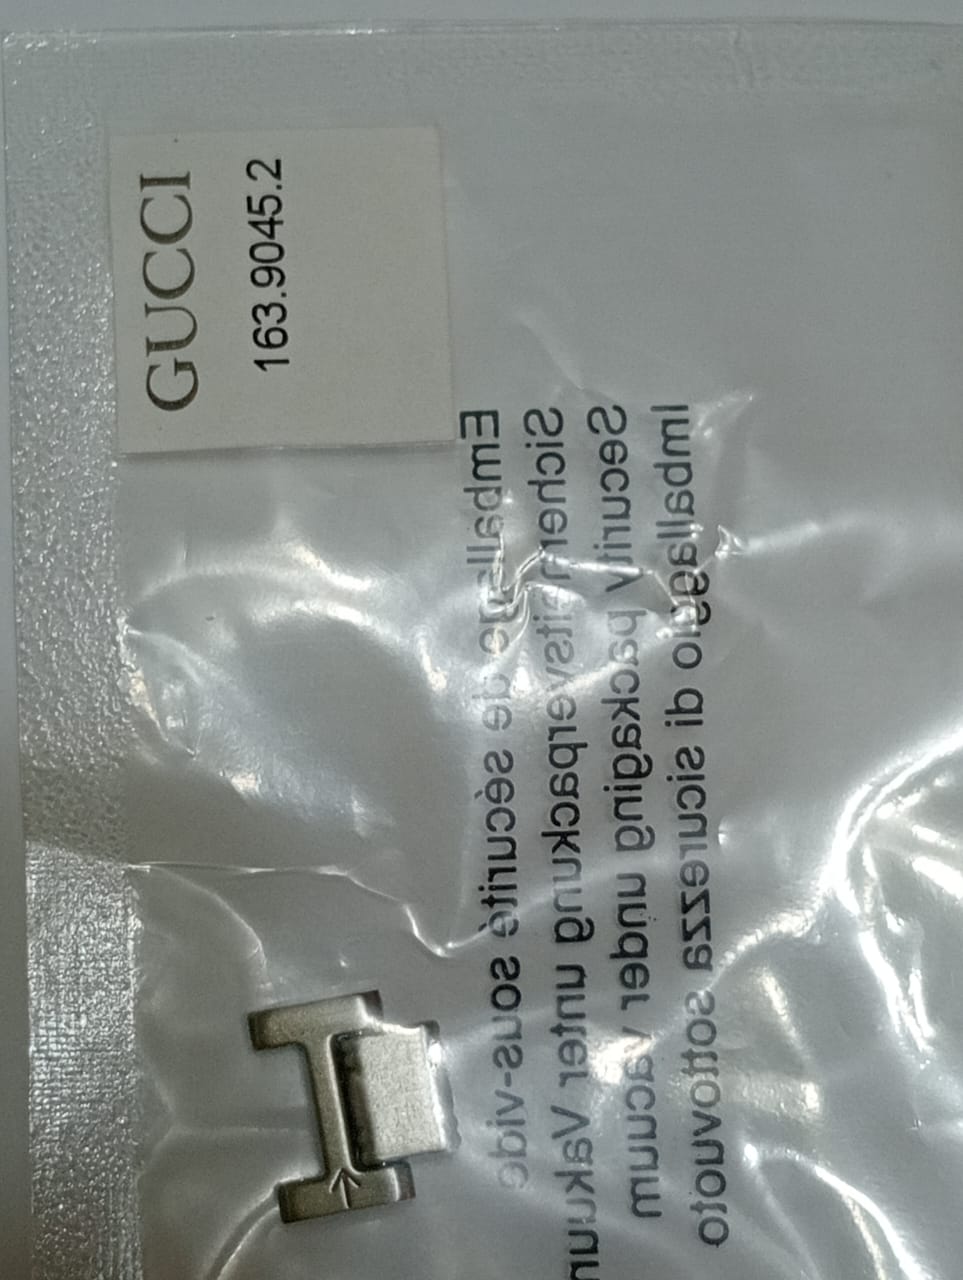 GUCCI
163.9045.2
Emballage de sécurité sous-vide
Sicherheitsverpackung unter Vakuum
Security packaging under vacuum
Imballaggio di sicurezza sottovuoto